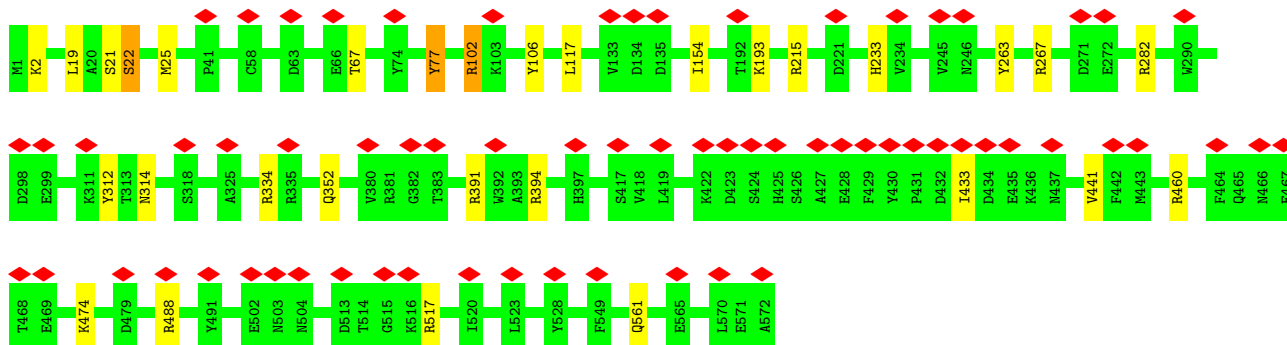 M1 K2 L19 A20 S21 S22 M25 P41 C58 D63 E66 T67 Y74 Y77 R102 K103 Y106 L117 V133 D134 D135 I154 T192 K193 R215 D221 H233 V234 V245 N246 Y263 R267 D271 E272 R282 W290
D298 E299 K311 Y312 T313 N314 S318 A325 R334 R335 Q352 V380 R381 G382 T383 R391 W392 A393 R394 H397 S417 V418 L419 K422 D423 S424 H425 S426 A427 E428 F429 Y430 P431 D432 I433 D434 E435 K436 N437 V441 F442 M443 R460 F464 Q465 N466
T468 E469 K474 D479 R488 Y491 E502 N503 N504 D513 T514 G515 K516 R517 I520 L523 Y528 F549 Q561 E565 L570 E571 A572